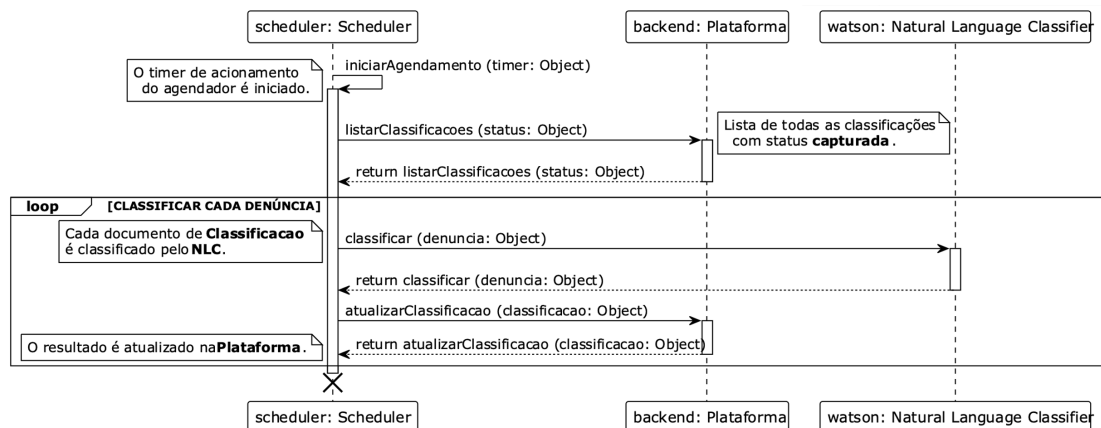 scheduler: Scheduler
backend: Plataforma
watson: Natural Language Classifier
O timer de acionamento
do agendador é iniciado.
iniciarAgendamento (timer: Object)
listarClassificacoes (status: Object)
Lista de todas as classificações
com status capturada .
return listarClassificacoes (status: Object)
loop [CLASSIFICAR CADA DENÚNCIA]
Cada documento de Classificacao
é classificado pelo NLC.
classificar (denuncia: Object)
return classificar (denuncia: Object)
atualizarClassificacao (classificacao: Object)
O resultado é atualizado naPlataforma .
return atualizarClassificacao (classificacao: Object)
scheduler: Scheduler
backend: Plataforma
watson: Natural Language Classifier